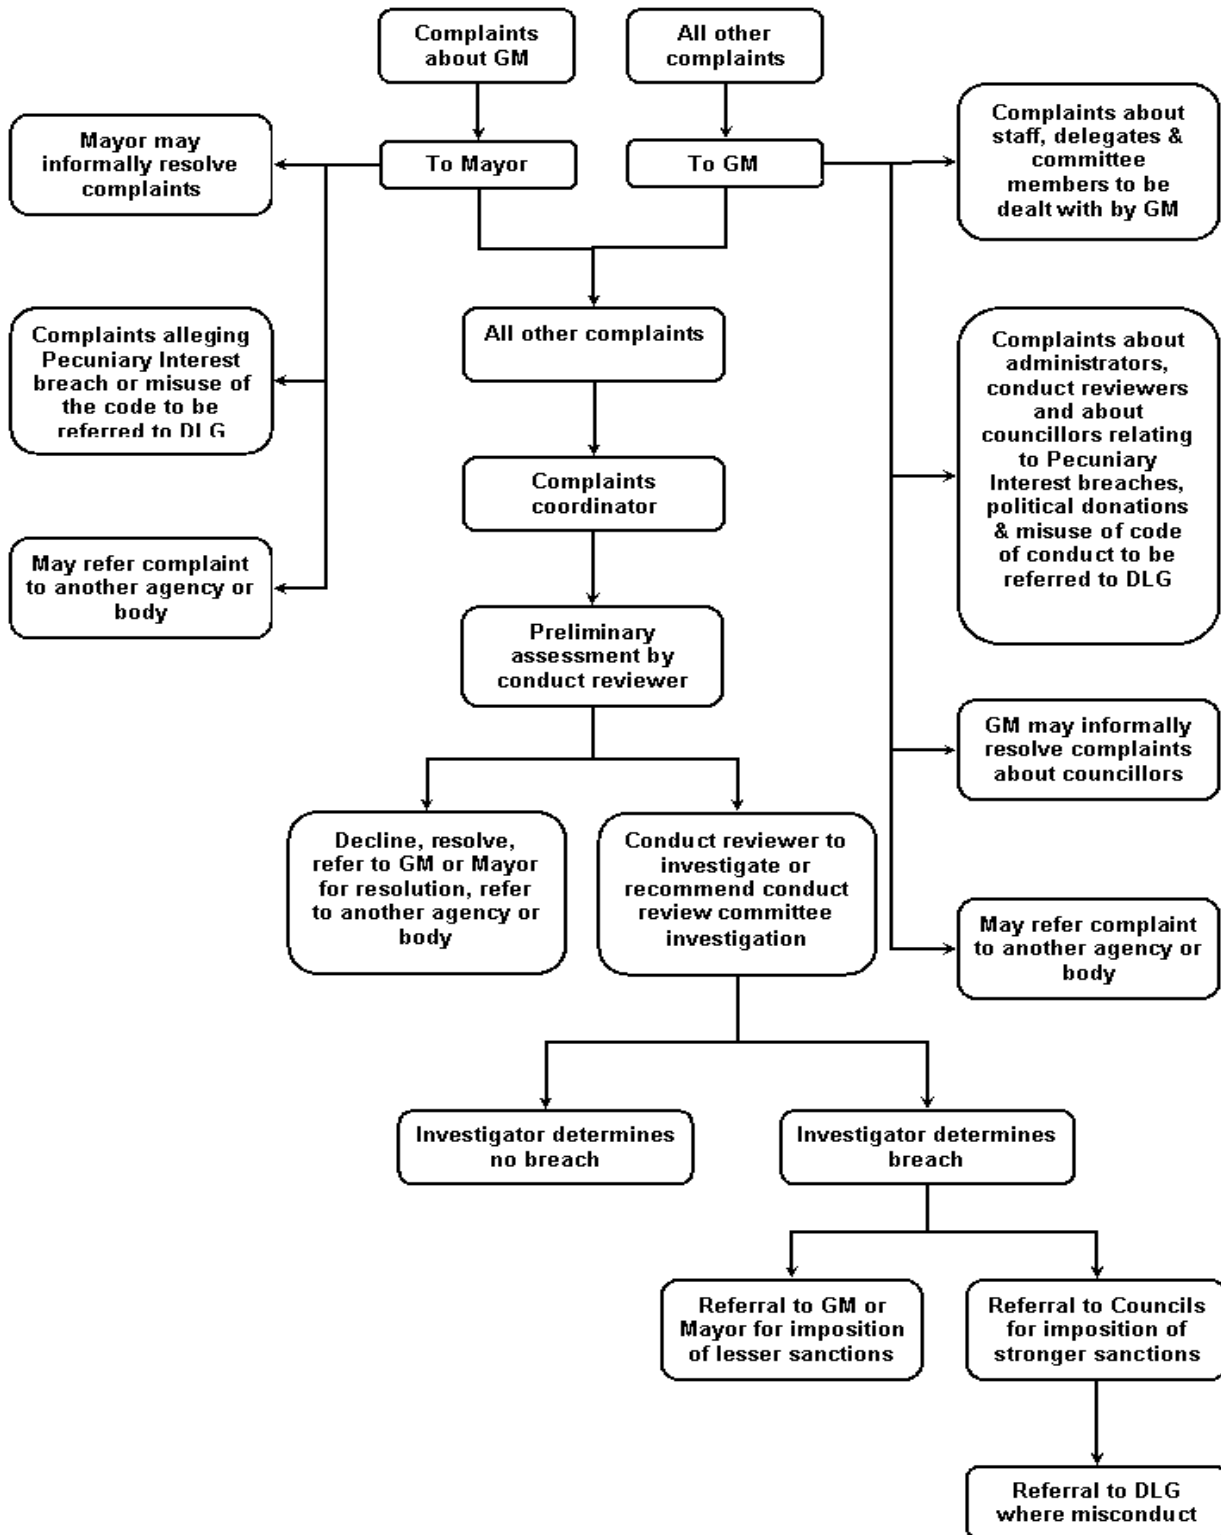 Complaints
about GM
All other
complaints
Mayor may
informally resolve
complaints
To Mayor
To GM
Complaints about
staff, delegates &
committee
members to be
dealt with by GM
Complaints alleging
Pecuniary Interest
breach or misuse of
the code to be
referred to DLG
All other complaints
Complaints about
administrators,
conduct reviewers
and about
councillors relating
to Pecuniary
Interest breaches,
political donations
& misuse of code
of conduct to be
referred to DLG
Complaints
coordinator
May refer complaint
to another agency or
body
Preliminary
assessment by
conduct reviewer
GM may informally
resolve complaints
about councillors
Decline, resolve,
refer to GM or Mayor
for resolution, refer
to another agency or
body
Conduct reviewer to
investigate or
recommend conduct
review committee
investigation
May refer complaint
to another agency or
body
Investigator determines
no breach
Investigator determines
breach
Referral to GM or
Mayor for imposition
of lesser sanctions
Referral to Councils
for imposition of
stronger sanctions
Referral to DLG
where misconduct